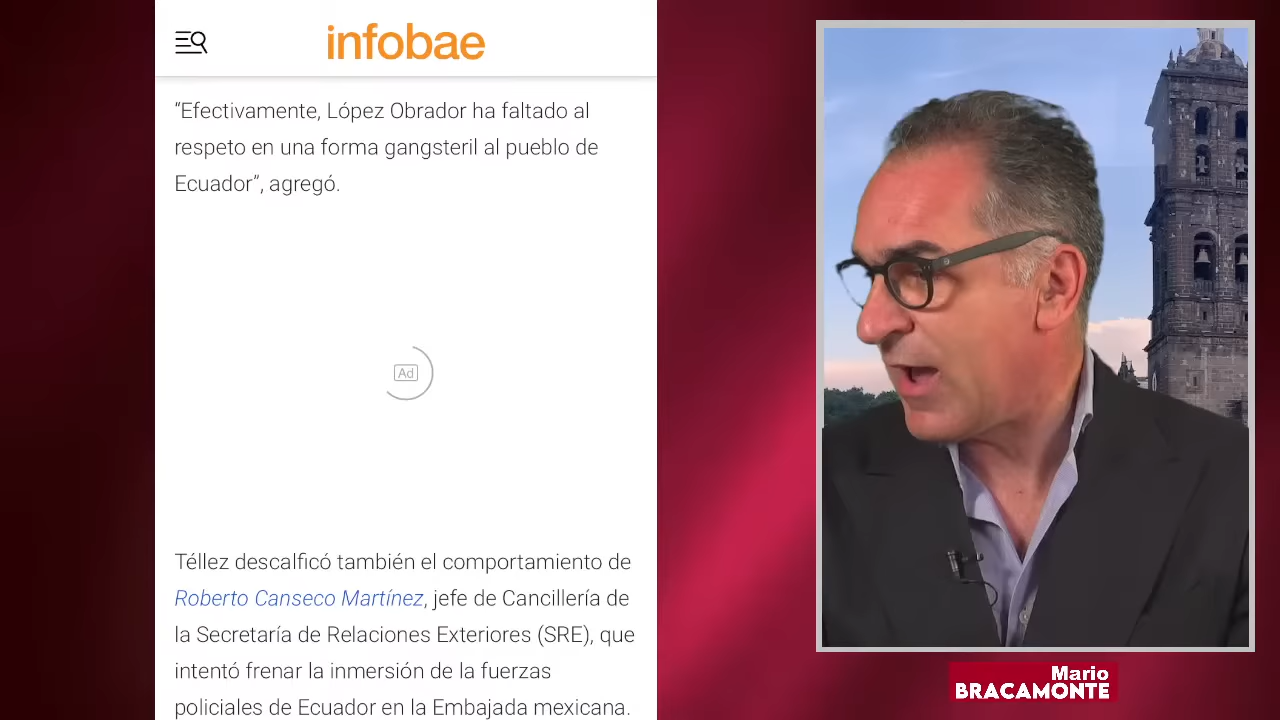 infobae
“Efectivamente, López Obrador ha faltado al
respeto en una forma gangsteril al pueblo de
Ecuador”, agregó.
Ad
Téllez descalficó también el comportamiento de
Roberto Canseco Martínez, jefe de Cancillería de
la Secretaría de Relaciones Exteriores (SRE), que
intentó frenar la inmersión de la fuerzas
policiales de Ecuador en la Embajada mexicana.
Mario
BRACAMONTE